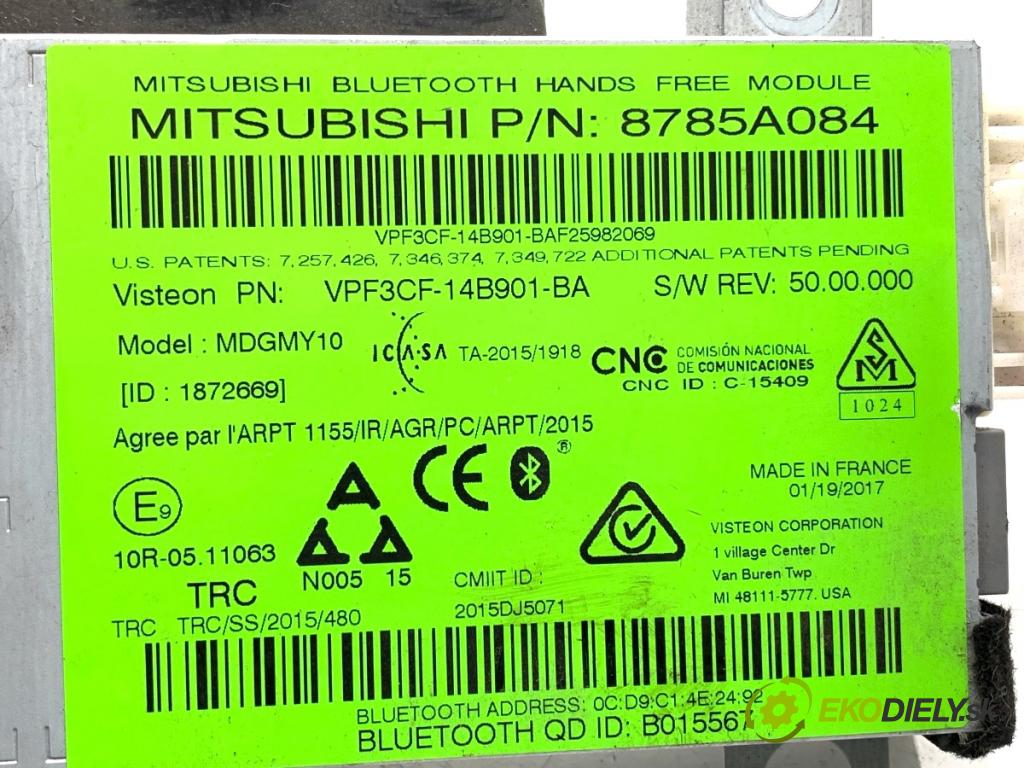 MITSUBISHI BLUETOOTH HANDS FREE MODULE
MITSUBISHI P/N: 8785A084
VPF3CF-14B901-BAF25982069
U.S. PATENTS: 7,257,426, 7,346,374, 7,349,722 ADDITIONAL PATENTS PENDING
Visteon PN: VPF3CF-14B901-BA S/W REV: 50.00.000
Model : MDGMY10
ICASA TA-2015/1918
CNC COMISIÓN NACIONAL
DE COMUNICACIONES
CNC ID : C-15409
SM
1024
[ID : 1872669]
Agree par l'ARPT 1155/IR/AGR/PC/ARPT/2015
CE ®
MADE IN FRANCE
01/19/2017
E9
10R-05.11063
N005 15
VISTEON CORPORATION
1 village Center Dr
Van Buren Twp
MI 48111-5777. USA
CMIIT ID :
2015DJ5071
TRC
TRC TRC/SS/2015/480
BLUETOOTH ADDRESS: 0C:D9:C1:4E:24:92
BLUETOOTH QD ID: B015567
EKODIELY.sk